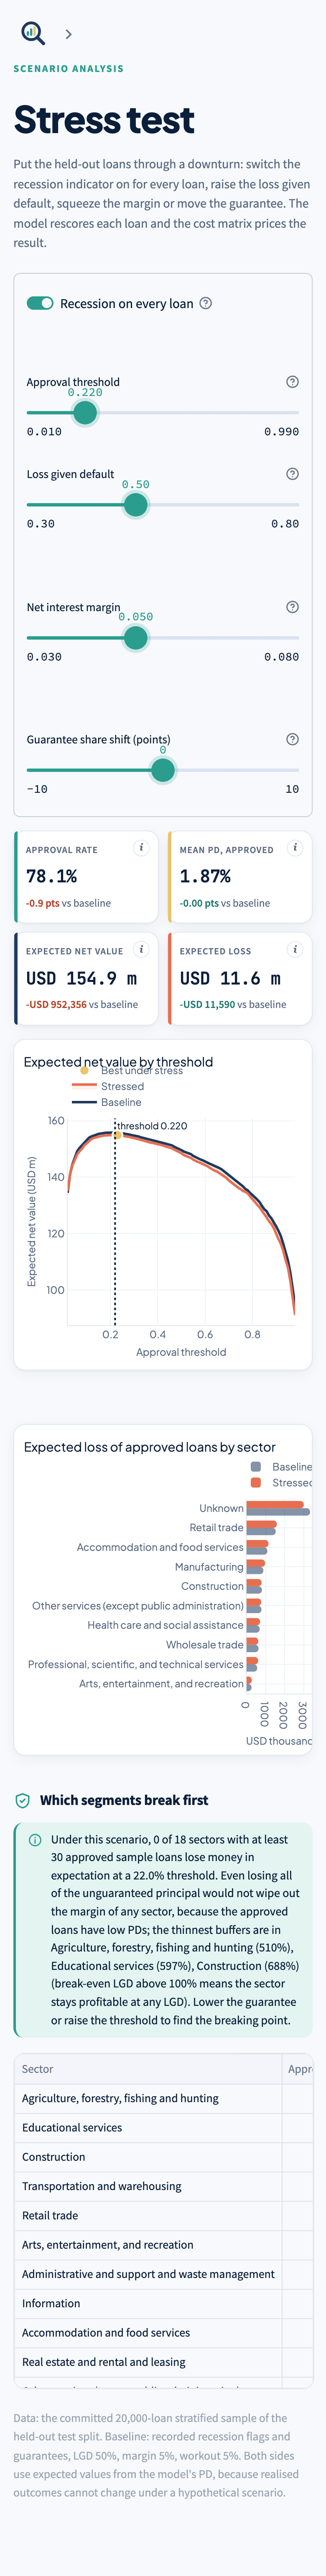 SCENARIO ANALYSIS
Stress test
Put the held-out loans through a downturn: switch the
recession indicator on for every loan, raise the loss given
default, squeeze the margin or move the guarantee. The
model rescores each loan and the cost matrix prices the
result.
Recession on every loan
Approval threshold
0.220
0.010 0.990
Loss given default
0.50
0.30 0.80
Net interest margin
0.050
0.030 0.080
Guarantee share shift (points)
0
−10 10
APPROVAL RATE
i
78.1%
-0.9 pts vs baseline
MEAN PD, APPROVED
i
1.87%
-0.00 pts vs baseline
EXPECTED NET VALUE
i
USD 154.9 m
-USD 952,356 vs baseline
EXPECTED LOSS
i
USD 11.6 m
-USD 11,590 vs baseline
Expected net value by threshold
Best under stress
Stressed
Baseline
threshold 0.220
160
140
120
100
Expected net value (USD m)
0.2 0.4 0.6 0.8
Approval threshold
Expected loss of approved loans by sector
Baseline
Stressed
Unknown
Retail trade
Accommodation and food services
Manufacturing
Construction
Other services (except public administration)
Health care and social assistance
Wholesale trade
Professional, scientific, and technical services
Arts, entertainment, and recreation
0 1000 2000 3000
USD thousand
Which segments break first
Under this scenario, 0 of 18 sectors with at least
30 approved sample loans lose money in
expectation at a 22.0% threshold. Even losing all
of the unguaranteed principal would not wipe out
the margin of any sector, because the approved
loans have low PDs; the thinnest buffers are in
Agriculture, forestry, fishing and hunting (510%),
Educational services (597%), Construction (688%)
(break-even LGD above 100% means the sector
stays profitable at any LGD). Lower the guarantee
or raise the threshold to find the breaking point.
Sector Appr
Agriculture, forestry, fishing and hunting
Educational services
Construction
Transportation and warehousing
Retail trade
Arts, entertainment, and recreation
Administrative and support and waste management
Information
Accommodation and food services
Real estate and rental and leasing
Data: the committed 20,000-loan stratified sample of the
held-out test split. Baseline: recorded recession flags and
guarantees, LGD 50%, margin 5%, workout 5%. Both sides
use expected values from the model's PD, because realised
outcomes cannot change under a hypothetical scenario.